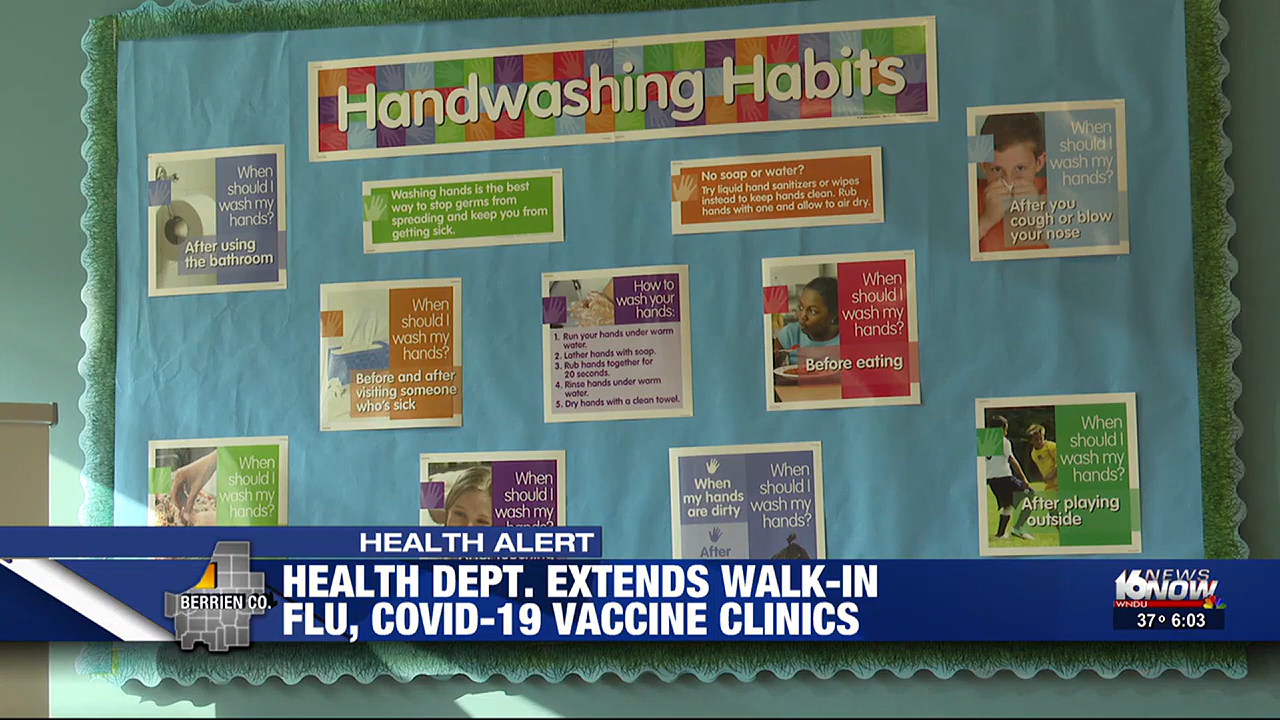 Handwashing Habits
When
should I
wash my
hands?
After using
the bathroom
Washing hands is the best
way to stop germs from
spreading and keep you from
getting sick.
No soap or water?
Try liquid hand sanitizers or wipes
instead to keep hands clean. Rub
hands with one and allow to air dry.
When
should I
wash my
hands?
After you
cough or blow
your nose
When
should I
wash my
hands?
Before and after
visiting someone
who's sick
How to
wash your
hands:
1. Run your hands under warm
water.
2. Lather hands with soap.
3. Rub hands together for
20 seconds.
4. Rinse hands under warm
water.
5. Dry hands with a clean towel.
When
should I
wash my
hands?
Before eating
When
should I
wash my
hands?
When
should I
wash my
hands?
When
my hands
are dirty
After
When
should I
wash my
hands?
When
should I
wash my
hands?
After playing
outside
HEALTH ALERT
BERRIEN CO.
HEALTH DEPT. EXTENDS WALK-IN
FLU, COVID-19 VACCINE CLINICS
16 NEWS
NOW
WNDU
37° 6:03